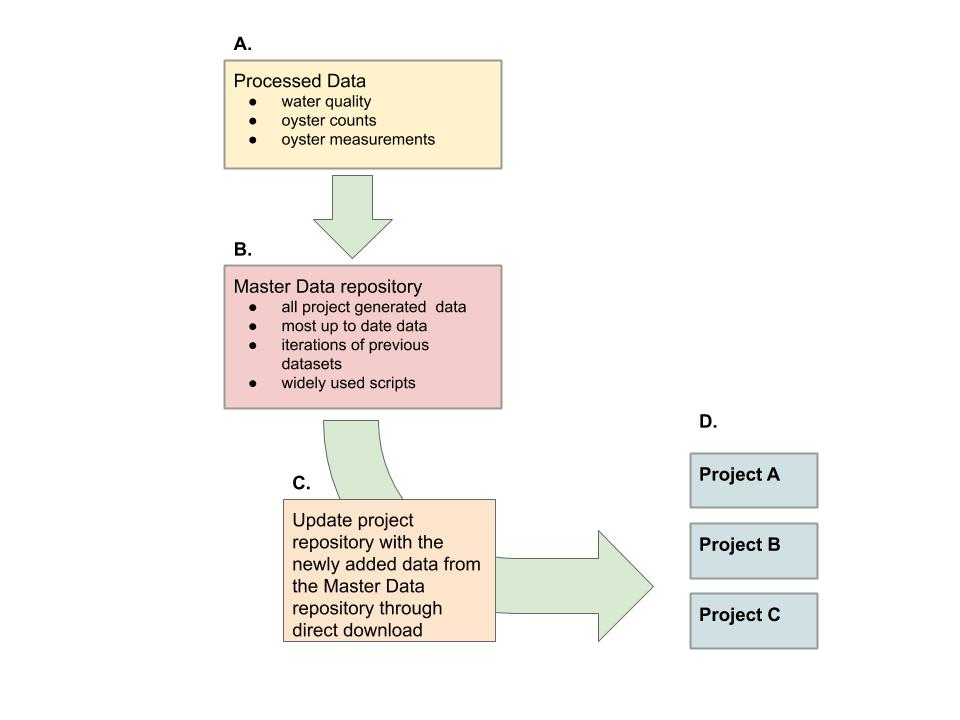 A.
Processed Data
● water quality
● oyster counts
● oyster measurements
B.
Master Data repository
● all project generated  data
● most up to date data
● iterations of previous
datasets
● widely used scripts
C.
Update project
repository with the
newly added data from
the Master Data
repository through
direct download
D.
Project A
Project B
Project C